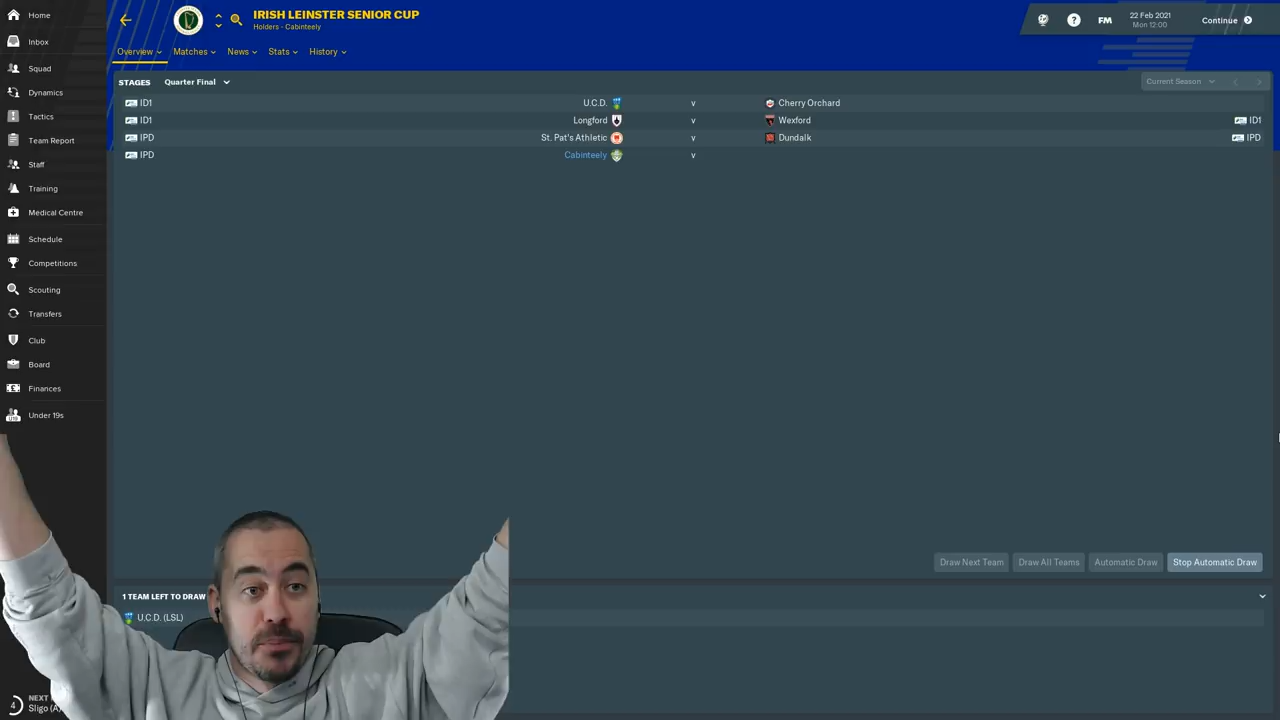 Home
Inbox
Squad
Dynamics
Tactics
Team Report
Staff
Training
Medical Centre
Schedule
Competitions
Scouting
Transfers
Club
Board
Finances
Under 19s
4
NEXT
Sligo (A)
IRISH LEINSTER SENIOR CUP
Holders - Cabinteely
FM
22 Feb 2021
Mon 12:00
Continue
Overview
Matches
News
Stats
History
STAGES Quarter Final
Current Season
ID1 U.C.D. v Cherry Orchard
ID1 Longford v Wexford ID1
IPD St. Pat's Athletic v Dundalk IPD
IPD Cabinteely v
Draw Next Team
Draw All Teams
Automatic Draw
Stop Automatic Draw
1 TEAM LEFT TO DRAW
U.C.D. (LSL)